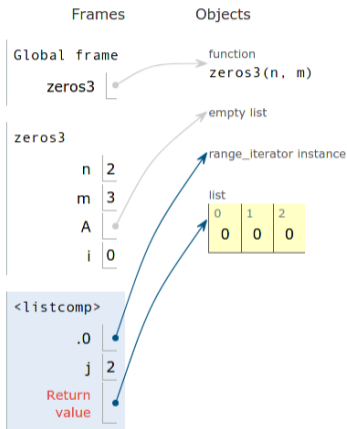 Frames
Objects
Global frame
zeros3
function
zeros3(n, m)
empty list
zeros3
n 2
m 3
A
i 0
range_iterator instance
list
0 1 2
0 0 0
<listcomp>
.0
j 2
Return
value